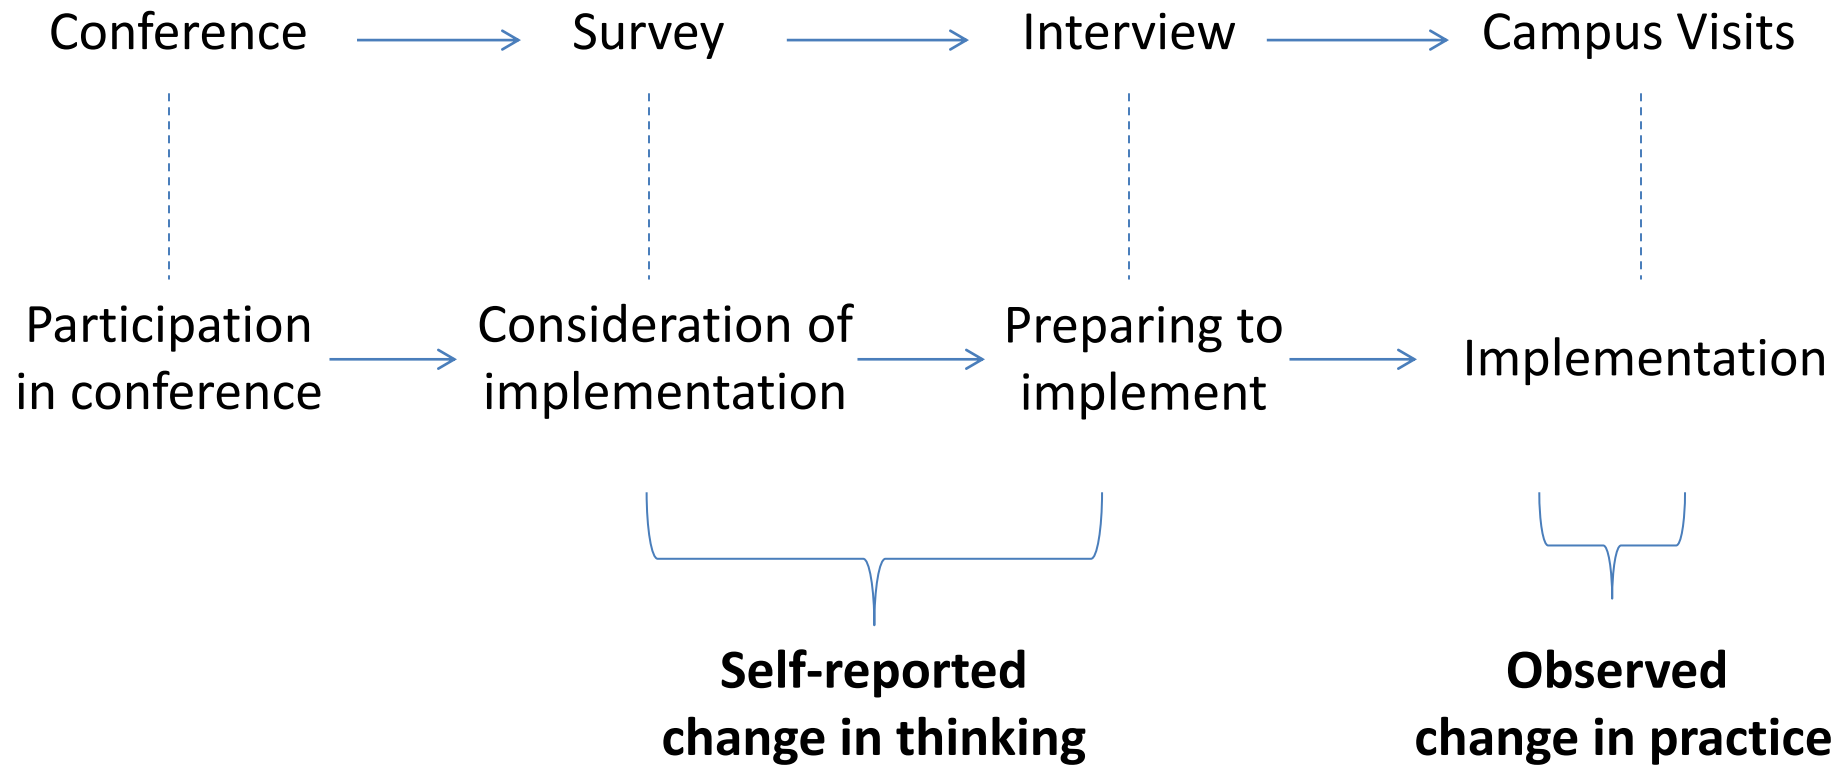 Conference
Survey
Interview
Campus Visits
Participation
in conference
Consideration of
implementation
Preparing to
implement
Implementation
Self-reported
change in thinking
Observed
change in practice